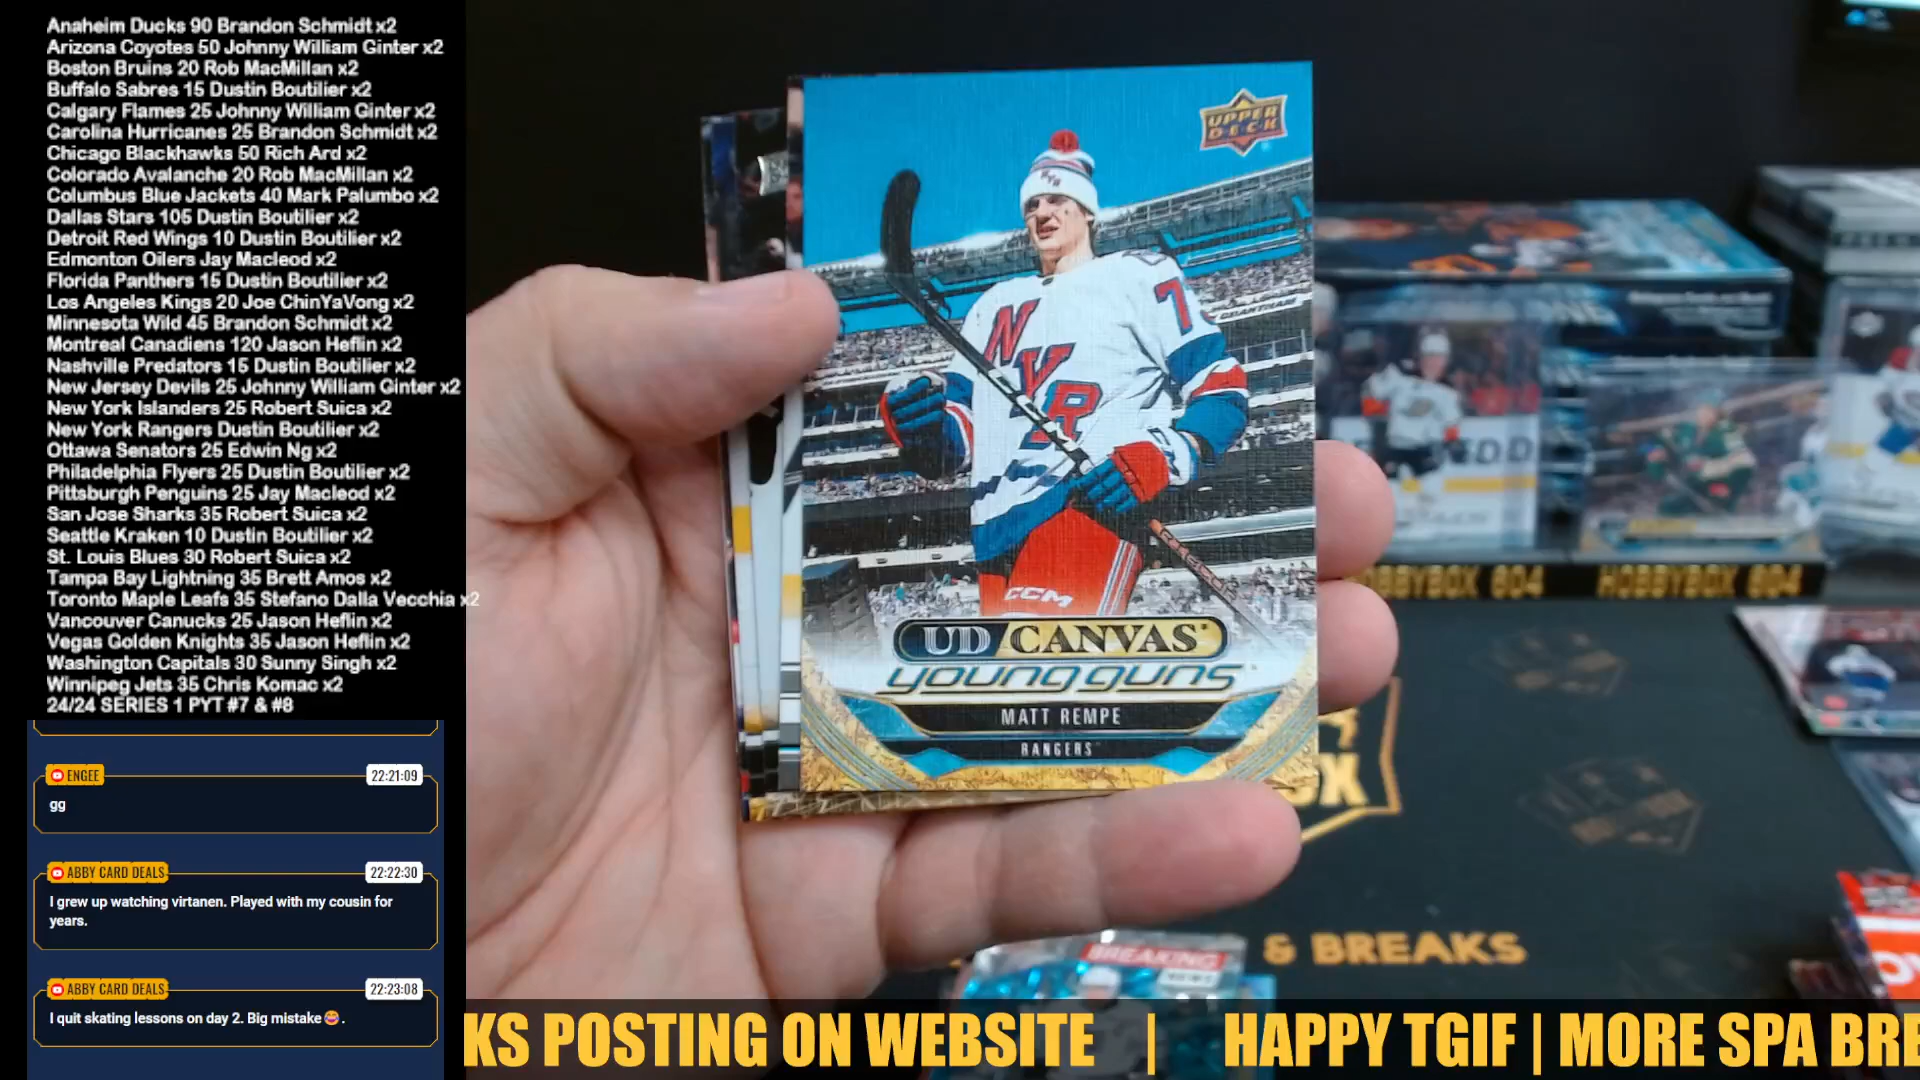 Anaheim Ducks 90 Brandon Schmidt x2
Arizona Coyotes 50 Johnny William Ginter x2
Boston Bruins 20 Rob MacMillan x2
Buffalo Sabres 15 Dustin Boutilier x2
Calgary Flames 25 Johnny William Ginter x2
Carolina Hurricanes 25 Brandon Schmidt x2
Chicago Blackhawks 50 Rich Ard x2
Colorado Avalanche 20 Rob MacMillan x2
Columbus Blue Jackets 40 Mark Palumbo x2
Dallas Stars 105 Dustin Boutilier x2
Detroit Red Wings 10 Dustin Boutilier x2
Edmonton Oilers Jay Macleod x2
Florida Panthers 15 Dustin Boutilier x2
Los Angeles Kings 20 Joe ChinYaVong x2
Minnesota Wild 45 Brandon Schmidt x2
Montreal Canadiens 120 Jason Heflin x2
Nashville Predators 15 Dustin Boutilier x2
New Jersey Devils 25 Johnny William Ginter x2
New York Islanders 25 Robert Suica x2
New York Rangers Dustin Boutilier x2
Ottawa Senators 25 Edwin Ng x2
Philadelphia Flyers 25 Dustin Boutilier x2
Pittsburgh Penguins 25 Jay Macleod x2
San Jose Sharks 35 Robert Suica x2
Seattle Kraken 10 Dustin Boutilier x2
St. Louis Blues 30 Robert Suica x2
Tampa Bay Lightning 35 Brett Amos x2
Toronto Maple Leafs 35 Stefano Dalla Vecchia x2
Vancouver Canucks 25 Jason Heflin x2
Vegas Golden Knights 35 Jason Heflin x2
Washington Capitals 30 Sunny Singh x2
Winnipeg Jets 35 Chris Komac x2
24/24 SERIES 1 PYT #7 & #8
ENGEE 22:21:09
gg
ABBY CARD DEALS 22:22:30
I grew up watching virtanen. Played with my cousin for
years.
ABBY CARD DEALS 22:23:08
I quit skating lessons on day 2. Big mistake😂.
UPPER
DECK
NYR
7
CCM
UD CANVAS
young guns
MATT REMPE
RANGERS
HOBBYBOX 604
HOBBYBOX 604
& BREAKS
BREAKING
KS POSTING ON WEBSITE | HAPPY TGIF | MORE SPA BRE